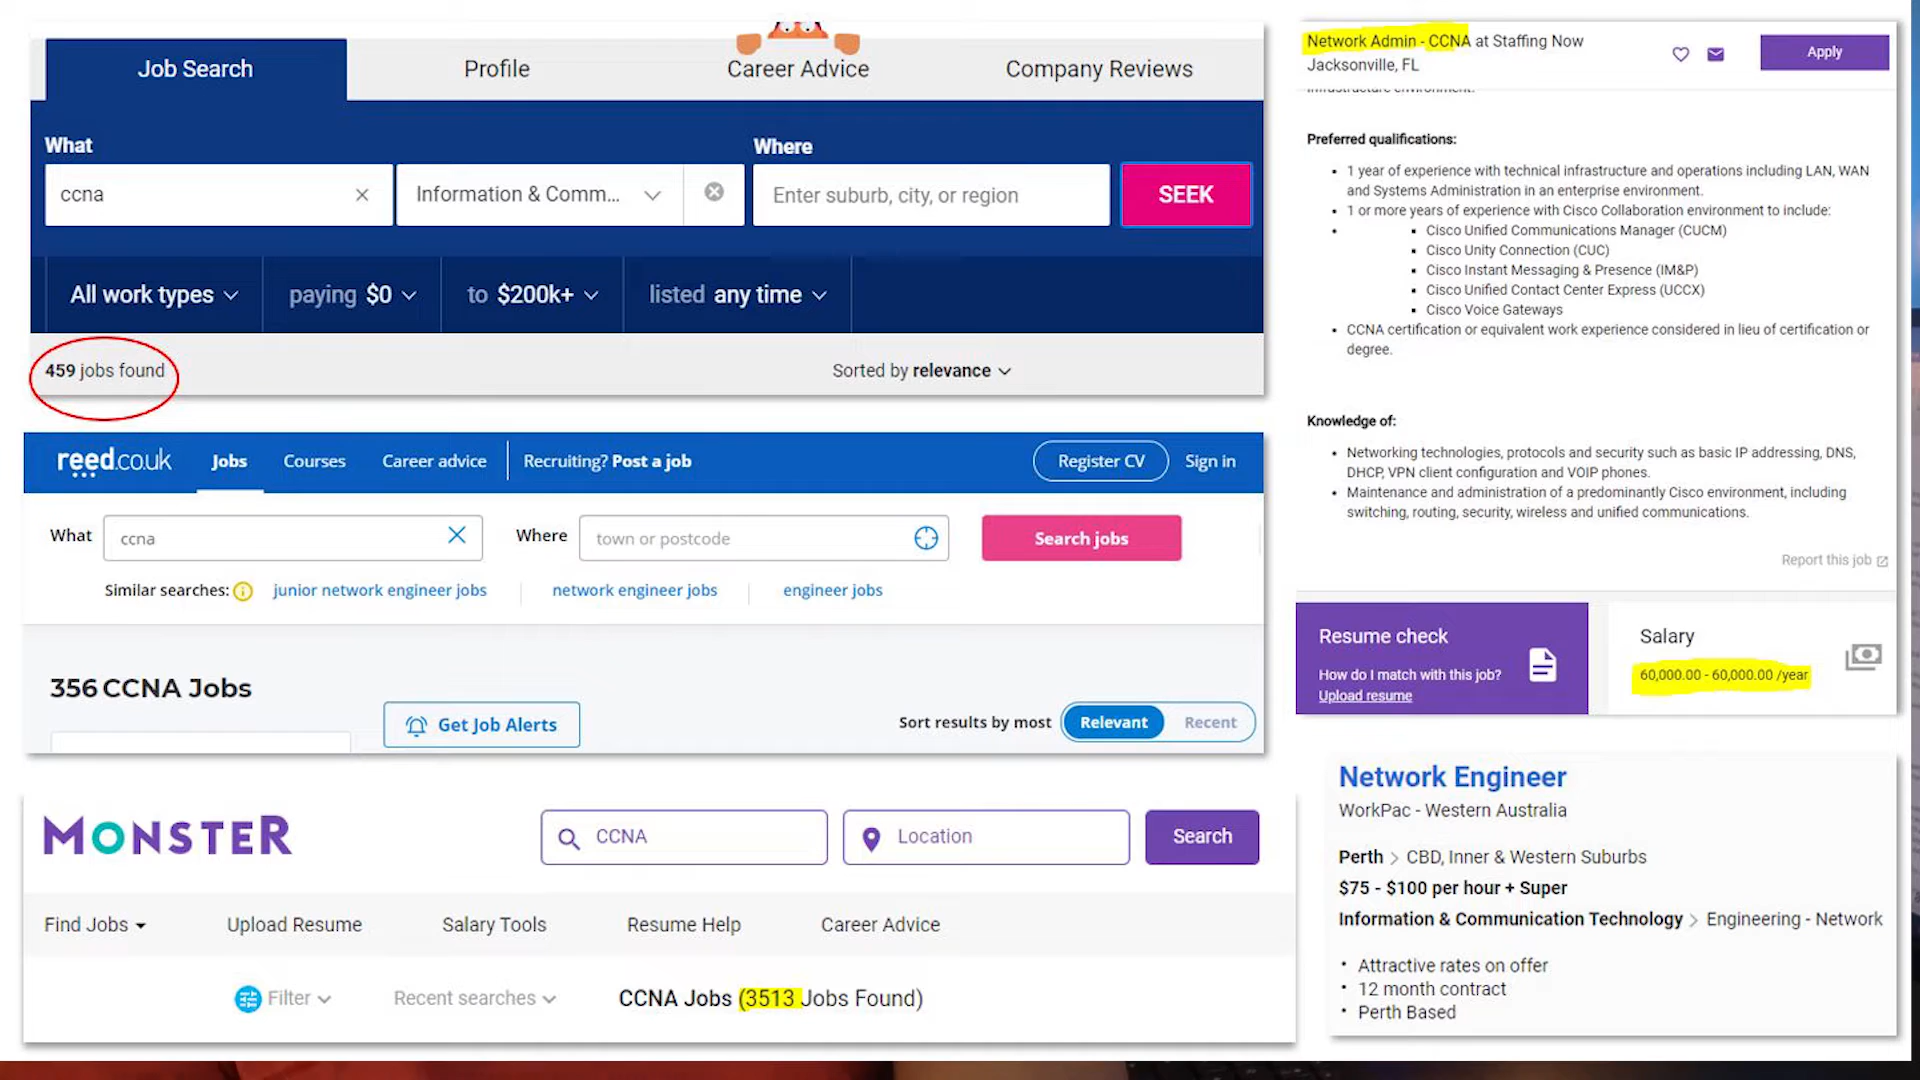 Job Search
Profile
Career Advice
Company Reviews
What
Where
ccna
Information & Comm...
Enter suburb, city, or region
SEEK
All work types
paying $0
to $200k+
listed any time
459 jobs found
Sorted by relevance
reed.co.uk
Jobs
Courses
Career advice
Recruiting? Post a job
Register CV
Sign in
What
ccna
Where
town or postcode
Search jobs
Similar searches:
junior network engineer jobs
network engineer jobs
engineer jobs
356 CCNA Jobs
Get Job Alerts
Sort results by most
Relevant
Recent
MONSTER
CCNA
Location
Search
Find Jobs
Upload Resume
Salary Tools
Resume Help
Career Advice
Filter
Recent searches
CCNA Jobs (3513 Jobs Found)
Network Admin - CCNA at Staffing Now
Jacksonville, FL
Apply
infrastructure environment.
Preferred qualifications:
• 1 year of experience with technical infrastructure and operations including LAN, WAN
and Systems Administration in an enterprise environment.
• 1 or more years of experience with Cisco Collaboration environment to include:
• ▪ Cisco Unified Communications Manager (CUCM)
▪ Cisco Unity Connection (CUC)
▪ Cisco Instant Messaging & Presence (IM&P)
▪ Cisco Unified Contact Center Express (UCCX)
▪ Cisco Voice Gateways
• CCNA certification or equivalent work experience considered in lieu of certification or
degree.
Knowledge of:
• Networking technologies, protocols and security such as basic IP addressing, DNS,
DHCP, VPN client configuration and VOIP phones.
• Maintenance and administration of a predominantly Cisco environment, including
switching, routing, security, wireless and unified communications.
Report this job
Resume check
How do I match with this job?
Upload resume
Salary
60,000.00 - 60,000.00 /year
Network Engineer
WorkPac - Western Australia
Perth > CBD, Inner & Western Suburbs
$75 - $100 per hour + Super
Information & Communication Technology > Engineering - Network
• Attractive rates on offer
• 12 month contract
• Perth Based